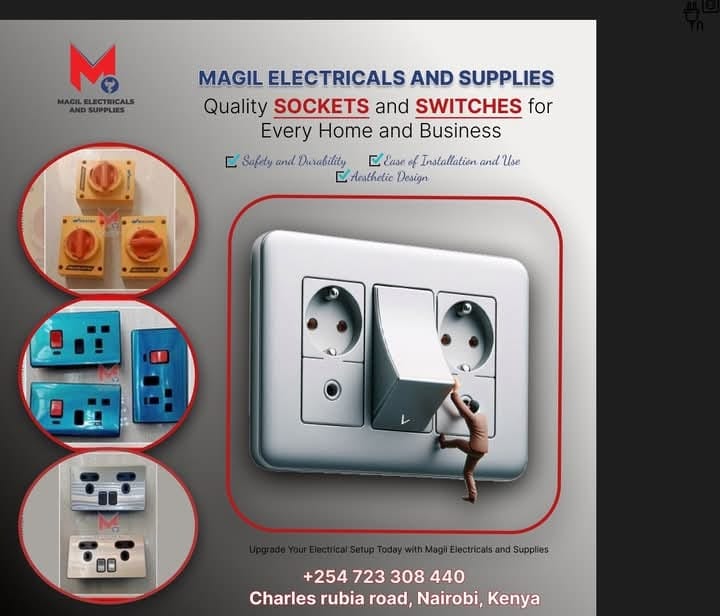 MAGIL ELECTRICALS
AND SUPPLIES
MAGIL ELECTRICALS AND SUPPLIES
Quality SOCKETS and SWITCHES for
Every Home and Business
Safety and Durability
Ease of Installation and Use
Aesthetic Design
Upgrade Your Electrical Setup Today with Magil Electricals and Supplies
+254 723 308 440
Charles rubia road, Nairobi, Kenya